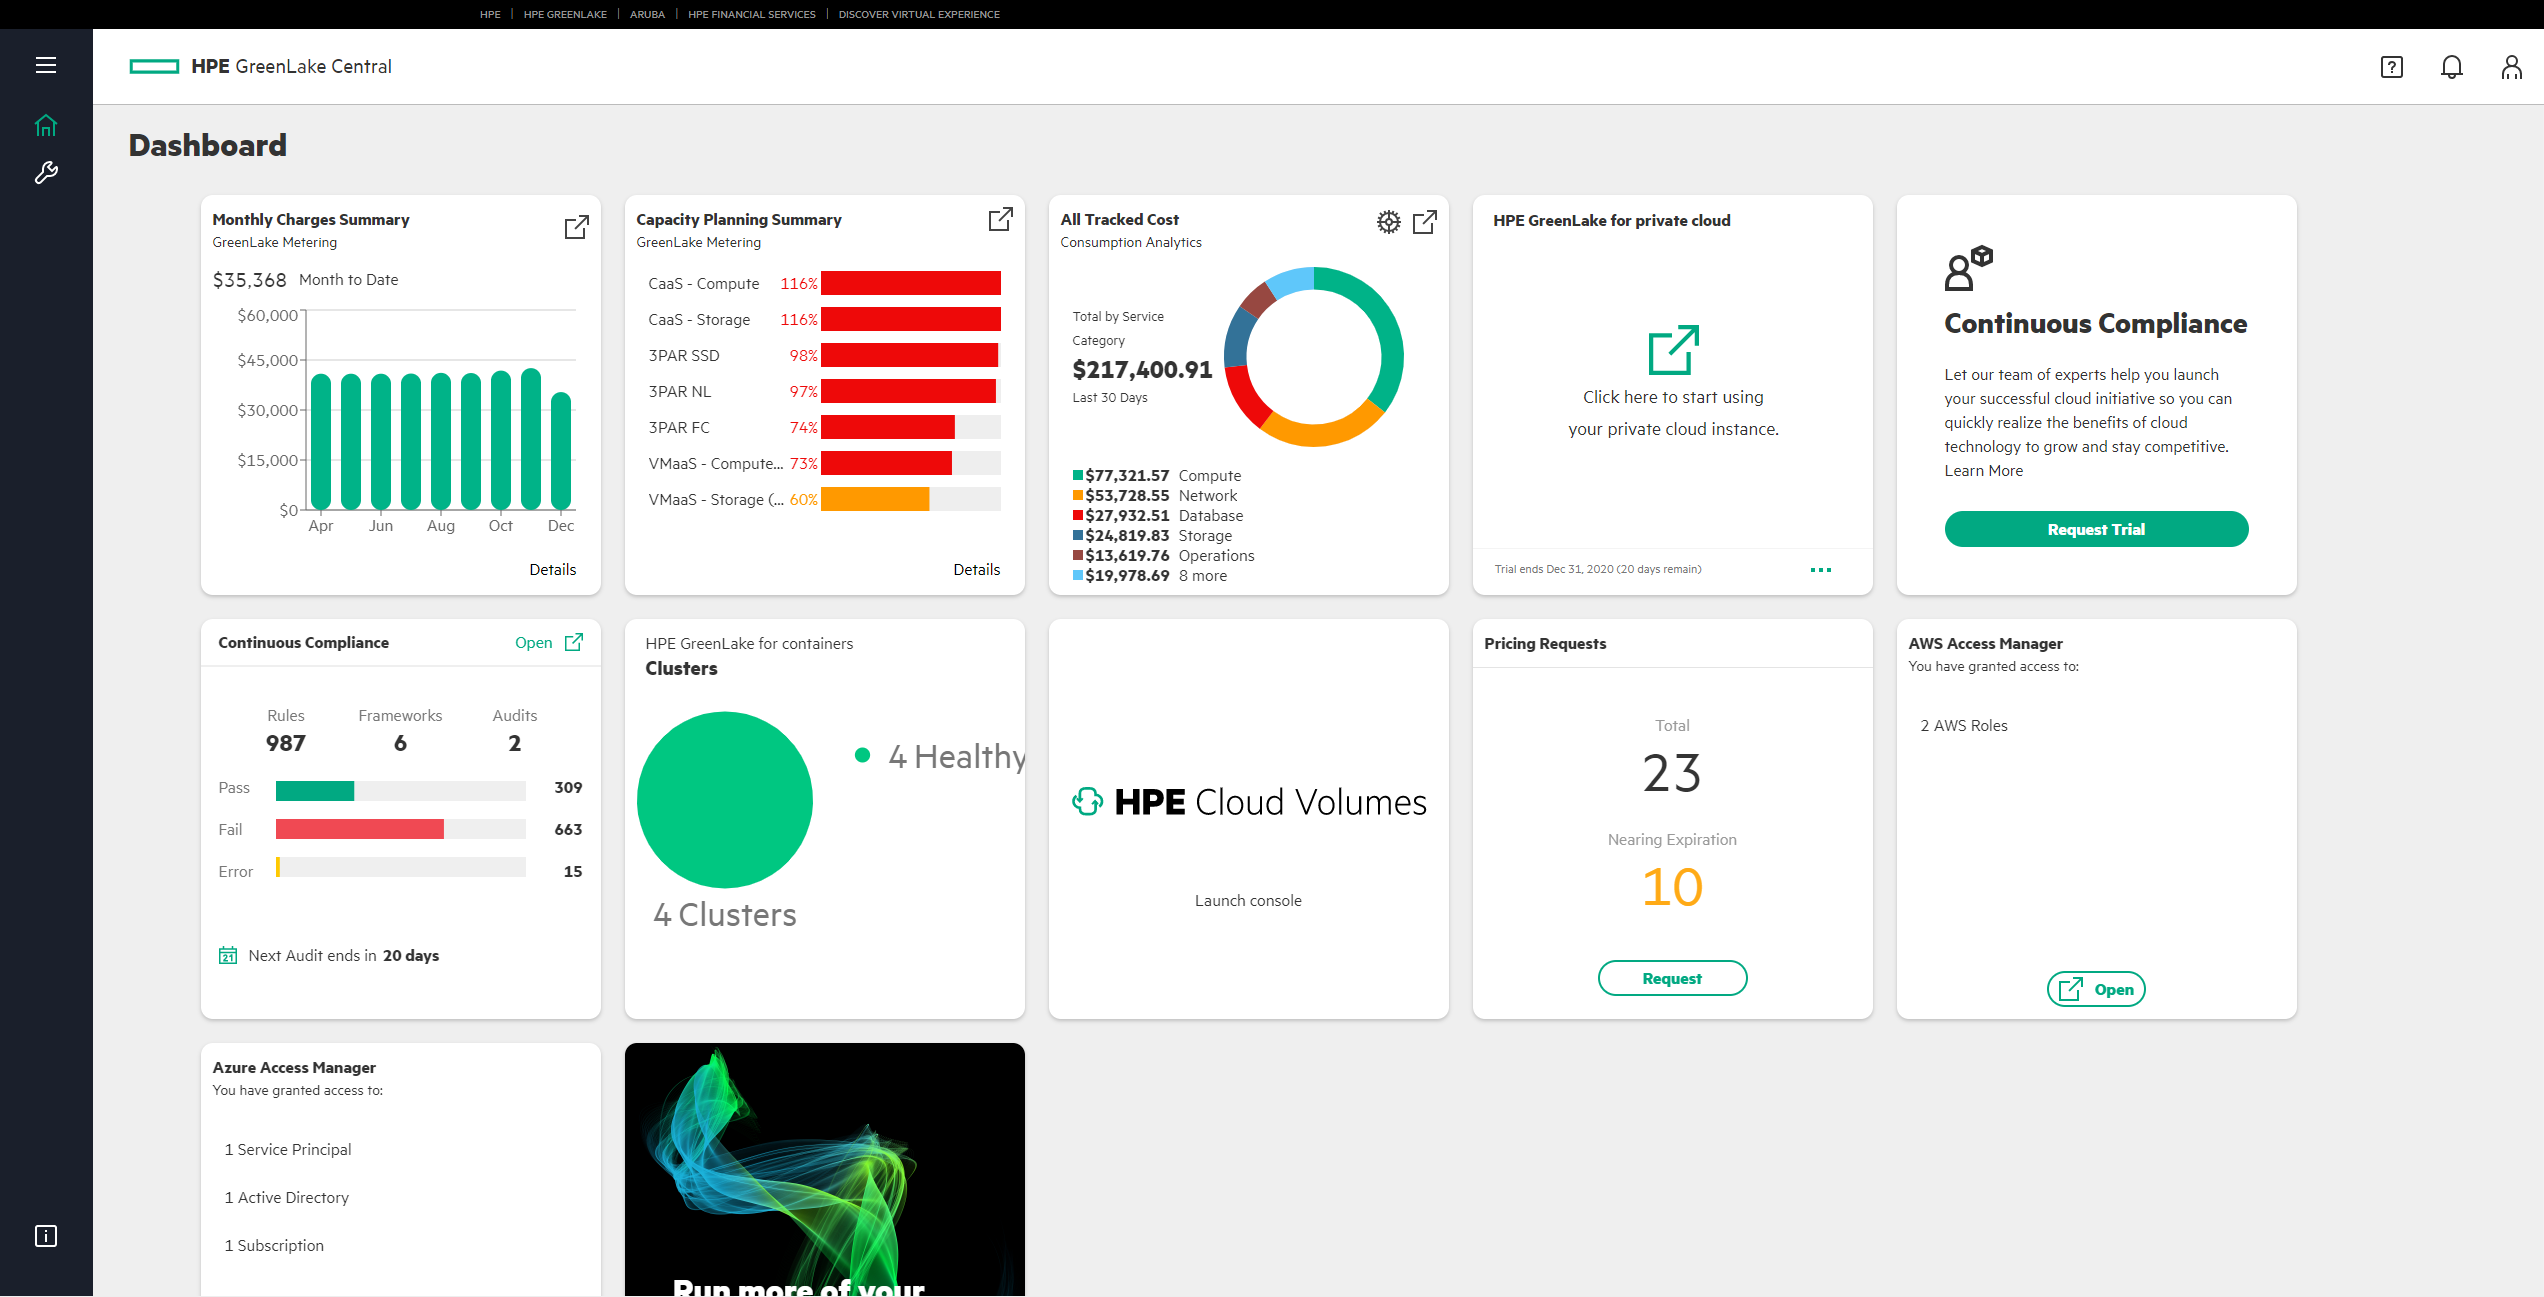 HPE | HPE GREENLAKE | ARUBA | HPE FINANCIAL SERVICES | DISCOVER VIRTUAL EXPERIENCE
HPE GreenLake Central
?
Dashboard
Monthly Charges Summary
GreenLake Metering
$35,368 Month to Date
$60,000
$45,000
$30,000
$15,000
$0
Apr Jun Aug Oct Dec
Details
Capacity Planning Summary
GreenLake Metering
CaaS - Compute 116%
CaaS - Storage 116%
3PAR SSD 98%
3PAR NL 97%
3PAR FC 74%
VMaaS - Compute... 73%
VMaaS - Storage (... 60%
Details
All Tracked Cost
Consumption Analytics
Total by Service
Category
$217,400.91
Last 30 Days
$77,321.57 Compute
$53,728.55 Network
$27,932.51 Database
$24,819.83 Storage
$13,619.76 Operations
$19,978.69 8 more
HPE GreenLake for private cloud
Click here to start using
your private cloud instance.
Trial ends Dec 31, 2020 (20 days remain)
Continuous Compliance
Let our team of experts help you launch
your successful cloud initiative so you can
quickly realize the benefits of cloud
technology to grow and stay competitive.
Learn More
Request Trial
Continuous Compliance Open
Rules Frameworks Audits
987 6 2
Pass 309
Fail 663
Error 15
21 Next Audit ends in 20 days
HPE GreenLake for containers
Clusters
4 Healthy
4 Clusters
HPE Cloud Volumes
Launch console
Pricing Requests
Total
23
Nearing Expiration
10
Request
AWS Access Manager
You have granted access to:
2 AWS Roles
Open
Azure Access Manager
You have granted access to:
1 Service Principal
1 Active Directory
1 Subscription
Run more of your